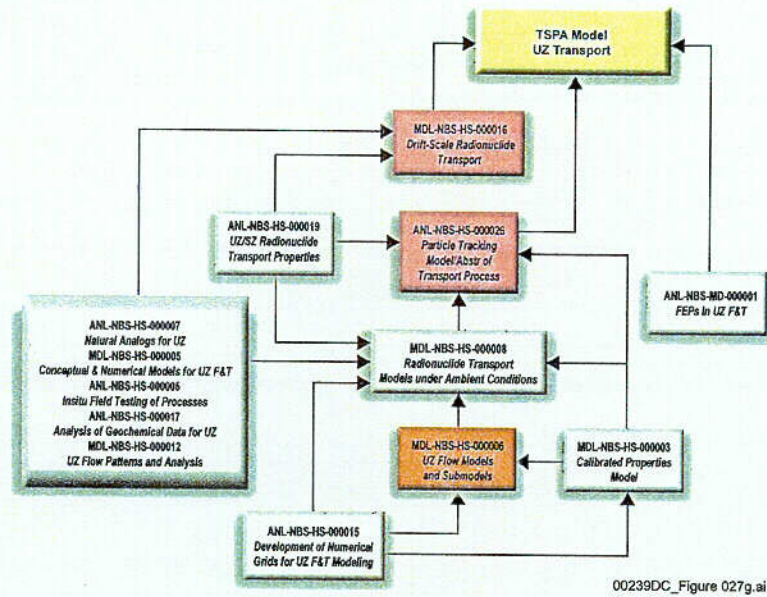 TSPA Model
UZ Transport
MDL-NBS-HS-000016
Drift-Scale Radionuclide
Transport
ANL-NBS-HS-000019
UZ/SZ Radionuclide
Transport Properties
ANL-NBS-HS-000026
Particle Tracking
Model/Abstr of
Transport Process
ANL-NBS-MD-000001
FEPs In UZ F&T
ANL-NBS-HS-000007
Natural Analogs for UZ
MDL-NBS-HS-000005
Conceptual & Numerical Models for UZ F&T
ANL-NBS-HS-000005
Insitu Field Testing of Processes
ANL-NBS-HS-000017
Analysis of Geochemical Data for UZ
MDL-NBS-HS-000012
UZ Flow Patterns and Analysis
MDL-NBS-HS-000008
Radionuclide Transport
Models under Ambient Conditions
MDL-NBS-HS-000006
UZ Flow Models
and Submodels
MDL-NBS-HS-000003
Calibrated Properties
Model
ANL-NBS-HS-000015
Development of Numerical
Grids for UZ F&T Modeling
00239DC_Figure 027g.ai